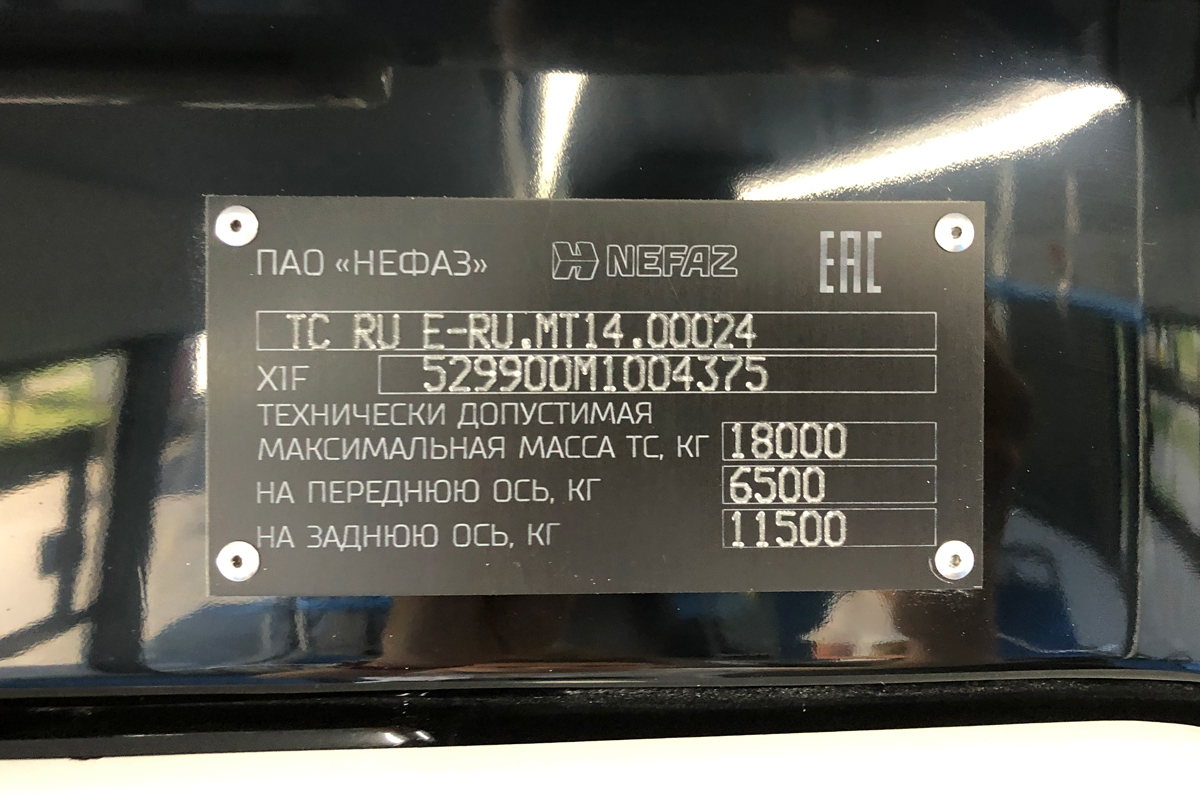 ПАО «НЕФАЗ» NEFAZ EAC
TC RU E-RU.MT14.00024
X1F 529900M1004375
ТЕХНИЧЕСКИ ДОПУСТИМАЯ
МАКСИМАЛЬНАЯ МАССА ТС, КГ 18000
НА ПЕРЕДНЮЮ ОСЬ, КГ 6500
НА ЗАДНЮЮ ОСЬ, КГ 11500